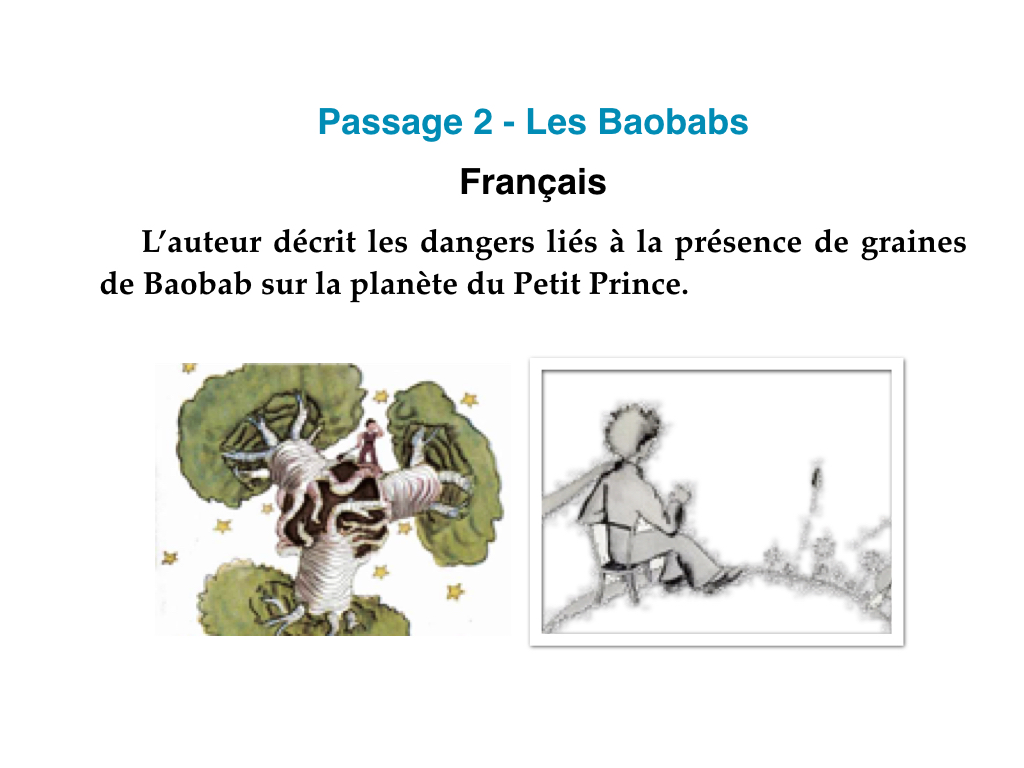 Passage 2 - Les Baobabs
Français
L’auteur décrit les dangers liés à la présence de graines
de Baobab sur la planète du Petit Prince.